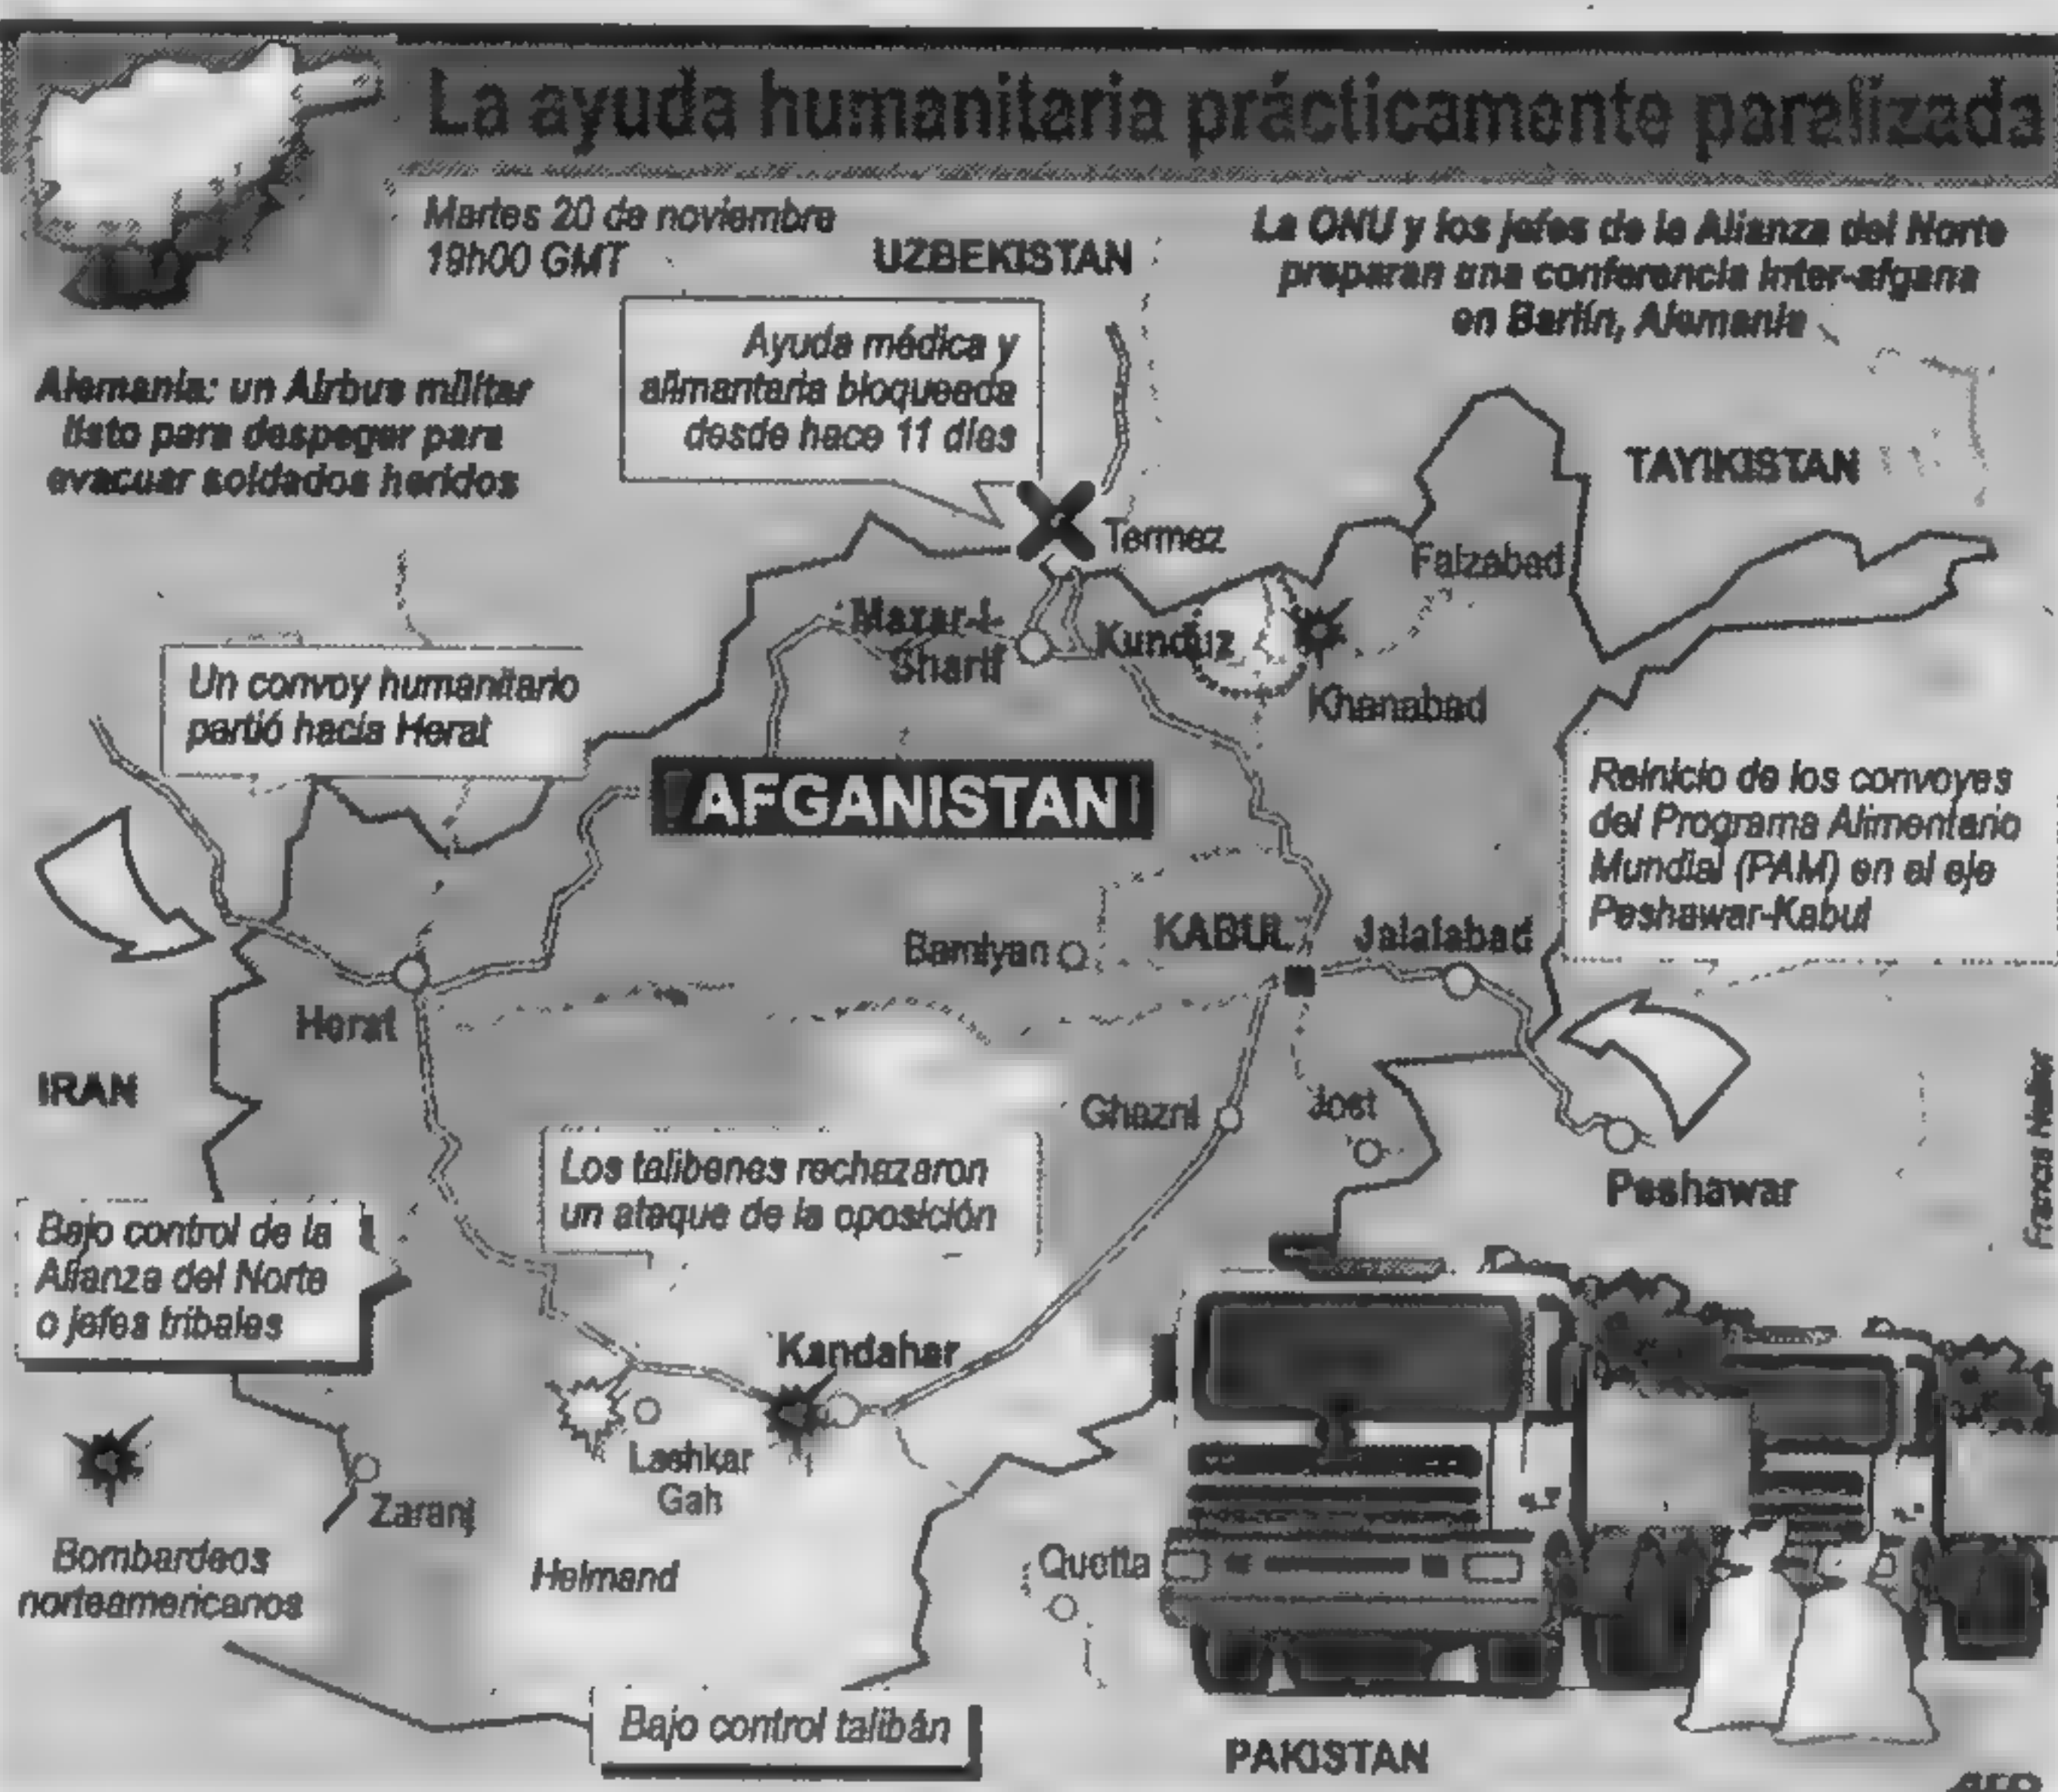 La ayuda humanitaria prácticamente paralizada
Martes 20 de noviembre
19h00 GMT
UZBEKISTAN
La ONU y los jefes de la Alianza del Norte
preparan una conferencia inter-afgana
en Berlín, Alemania
Alemania: un Airbus militar
listo para despegar para
evacuar soldados heridos
Ayuda médica y
alimentaria bloqueada
desde hace 11 días
TAYIKISTAN
Termez
Faizabad
Mazar-i-
Sharif
Kunduz
Khanabad
Un convoy humanitario
partió hacia Herat
AFGANISTAN
Reinicio de los convoyes
del Programa Alimentario
Mundial (PAM) en el eje
Peshawar-Kabul
Bamiyan
KABUL
Jalalabad
Herat
IRAN
Ghazni
Jost
Peshawar
Los talibanes rechazaron
un ataque de la oposición
Bajo control de la
Alianza del Norte
o jefes tribales
Kandahar
Lashkar
Gah
Zaranj
Bombardeos
norteamericanos
Helmand
Quetta
Bajo control talibán
PAKISTAN
AFP